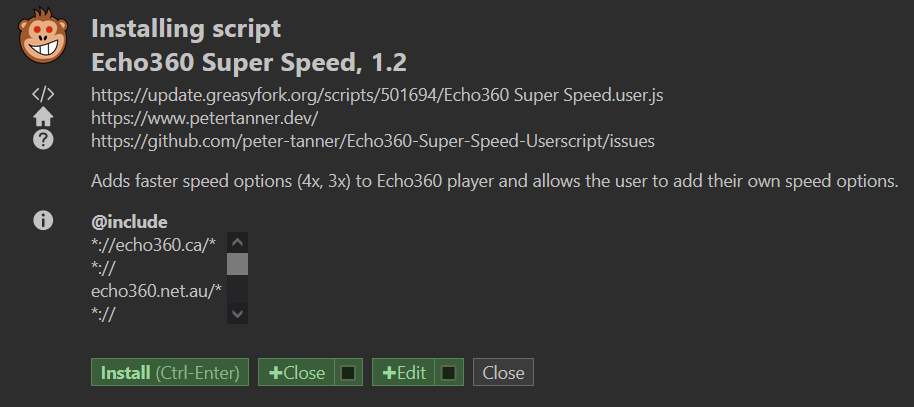 Installing script
Echo360 Super Speed, 1.2
</>
https://update.greasyfork.org/scripts/501694/Echo360 Super Speed.user.js
https://www.petertanner.dev/
?
https://github.com/peter-tanner/Echo360-Super-Speed-Userscript/issues
Adds faster speed options (4x, 3x) to Echo360 player and allows the user to add their own speed options.
@include
*://echo360.ca/*
*://
echo360.net.au/*
*://
Install (Ctrl-Enter) +Close +Edit Close